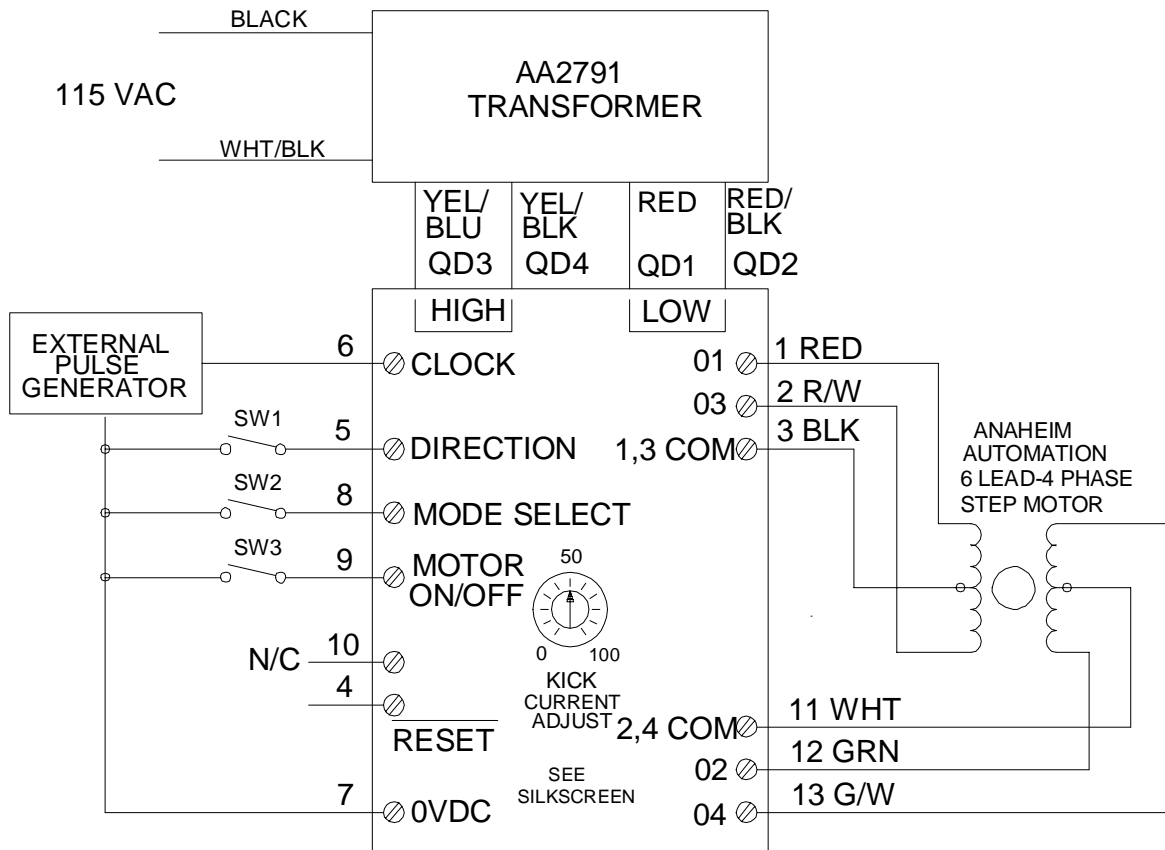 BLACK
115 VAC
WHT/BLK
AA2791
TRANSFORMER
YEL/
BLU
QD3
YEL/
BLK
QD4
RED
QD1
RED/
BLK
QD2
HIGH
LOW
EXTERNAL
PULSE
GENERATOR
6
CLOCK
SW1
5
DIRECTION
SW2
8
MODE SELECT
SW3
9
MOTOR
ON/OFF
N/C
10
4
RESET
7
0VDC
50
0
100
KICK
CURRENT
ADJUST
SEE
SILKSCREEN
01
1 RED
03
2 R/W
1,3 COM
3 BLK
ANAHEIM
AUTOMATION
6 LEAD-4 PHASE
STEP MOTOR
2,4 COM
11 WHT
02
12 GRN
04
13 G/W